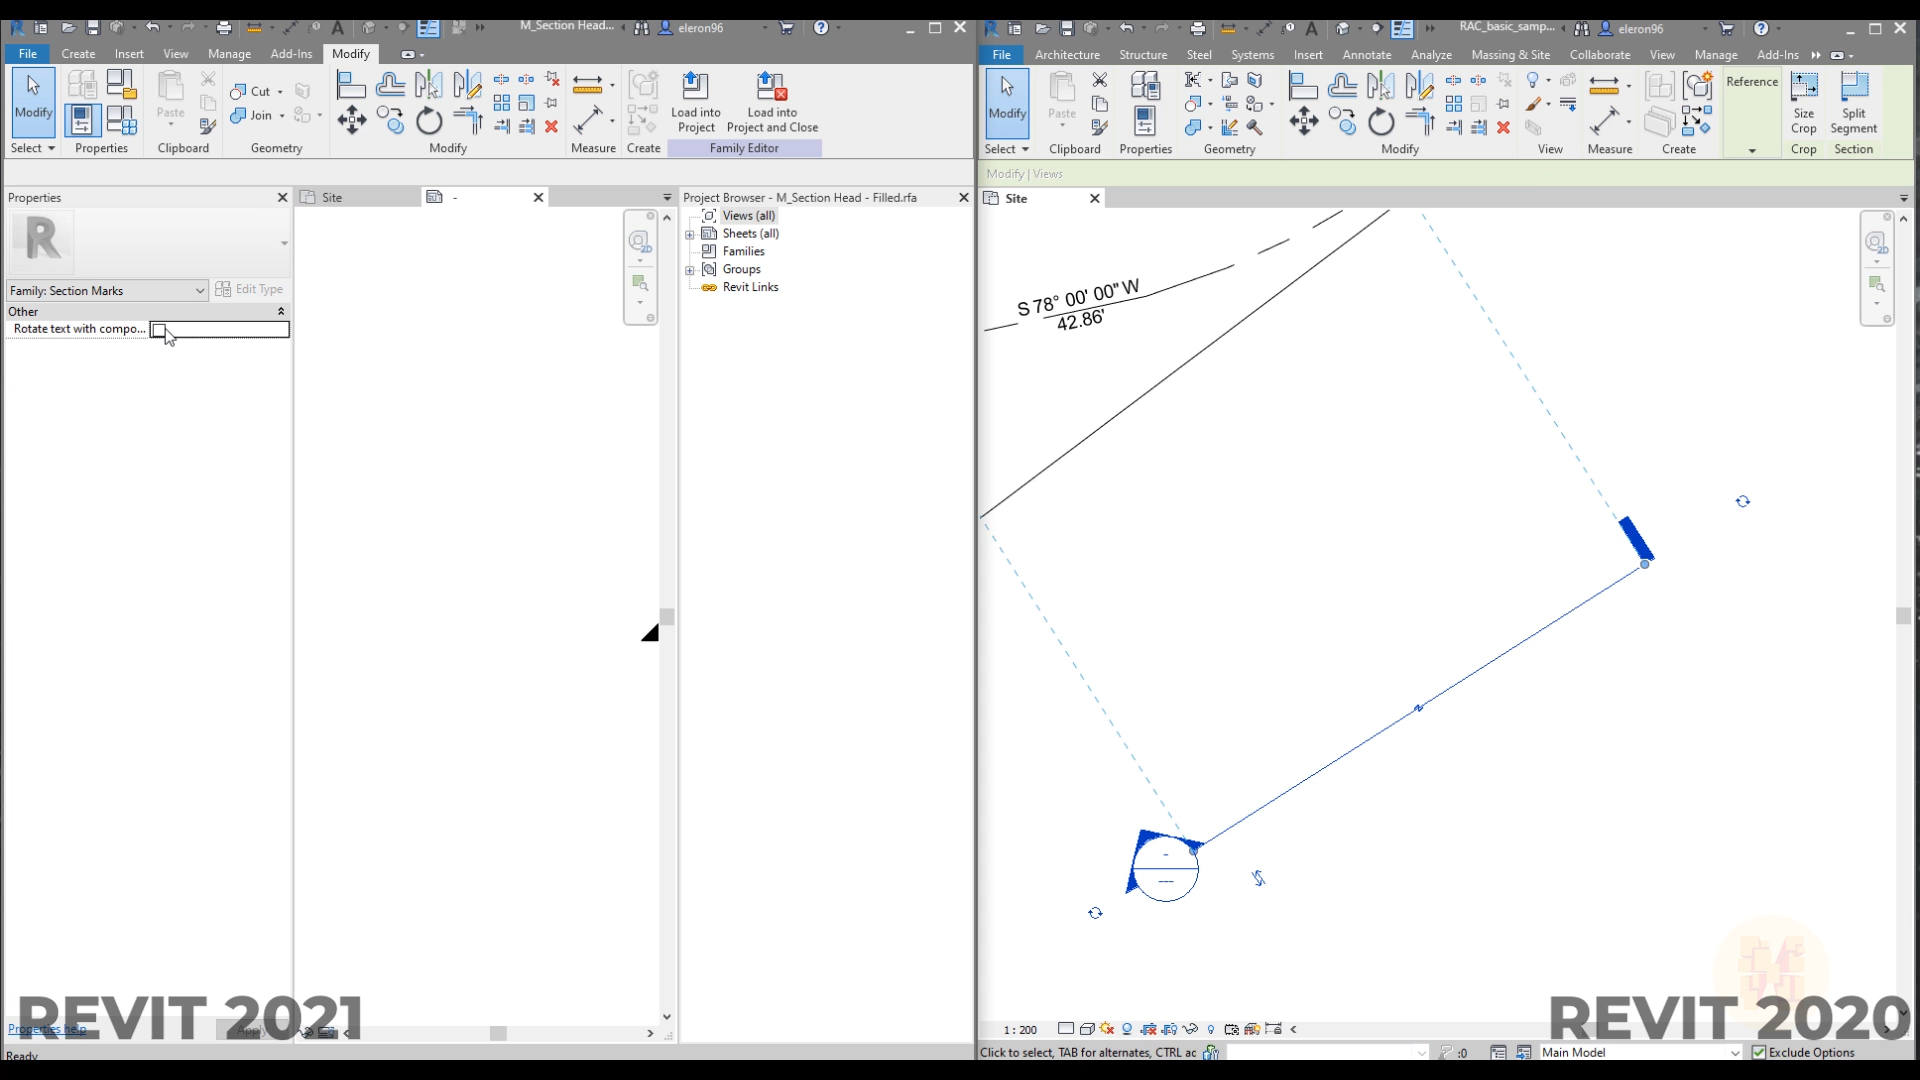 M_Section Head...
eleron96
File
Create
Insert
View
Manage
Add-Ins
Modify
Modify
Paste
Cut
Join
Load into Project
Load into Project and Close
Select
Properties
Clipboard
Geometry
Modify
Measure
Create
Family Editor
Properties
Site
-
Project Browser - M_Section Head - Filled.rfa
Views (all)
Sheets (all)
Families
Groups
Revit Links
Family: Section Marks
Edit Type
Other
Rotate text with compo...
Properties help
Apply
Ready
REVIT 2021
RAC_basic_samp...
eleron96
File
Architecture
Structure
Steel
Systems
Insert
Annotate
Analyze
Massing & Site
Collaborate
View
Manage
Add-Ins
Modify
Paste
Reference
Size Crop
Split Segment
Select
Clipboard
Properties
Geometry
Modify
View
Measure
Create
Crop
Section
Modify | Views
Site
S 78° 00' 00" W
42.86'
1 : 200
Click to select, TAB for alternates, CTRL ac
:0
Main Model
Exclude Options
REVIT 2020